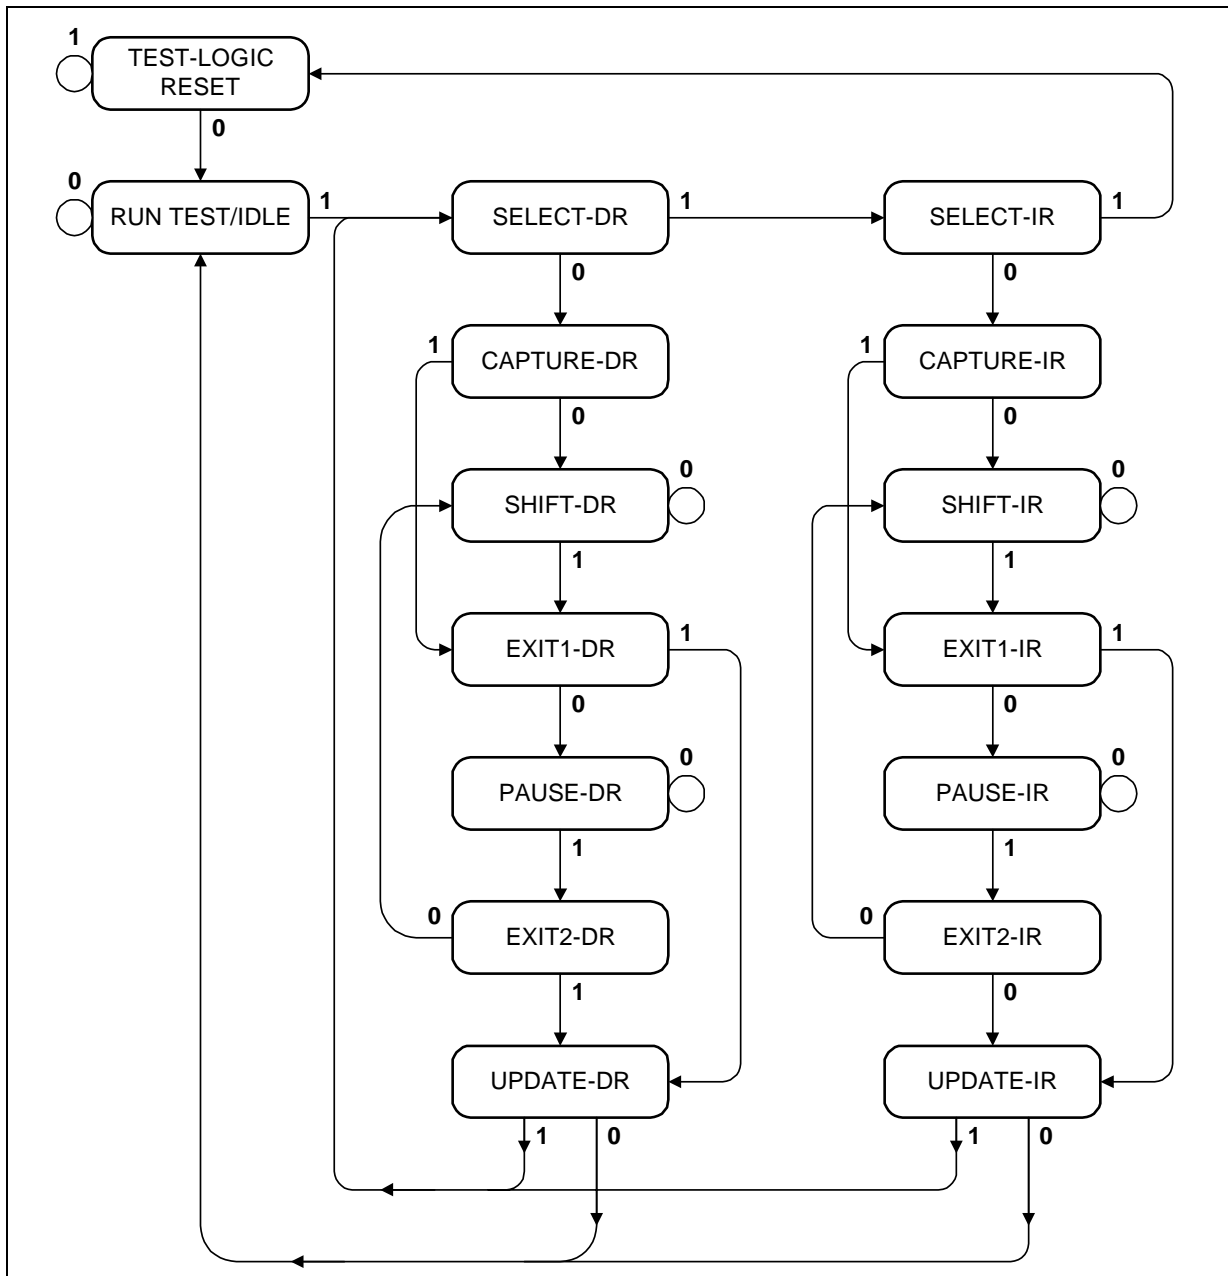 1
TEST-LOGIC
RESET
0
0
RUN TEST/IDLE
1
SELECT-DR
1
SELECT-IR
1
0
0
1
CAPTURE-DR
1
CAPTURE-IR
0
0
0
SHIFT-DR
0
SHIFT-IR
1
1
EXIT1-DR
1
EXIT1-IR
1
0
0
0
PAUSE-DR
0
PAUSE-IR
1
1
0
EXIT2-DR
0
EXIT2-IR
1
0
UPDATE-DR
UPDATE-IR
1
0
1
0